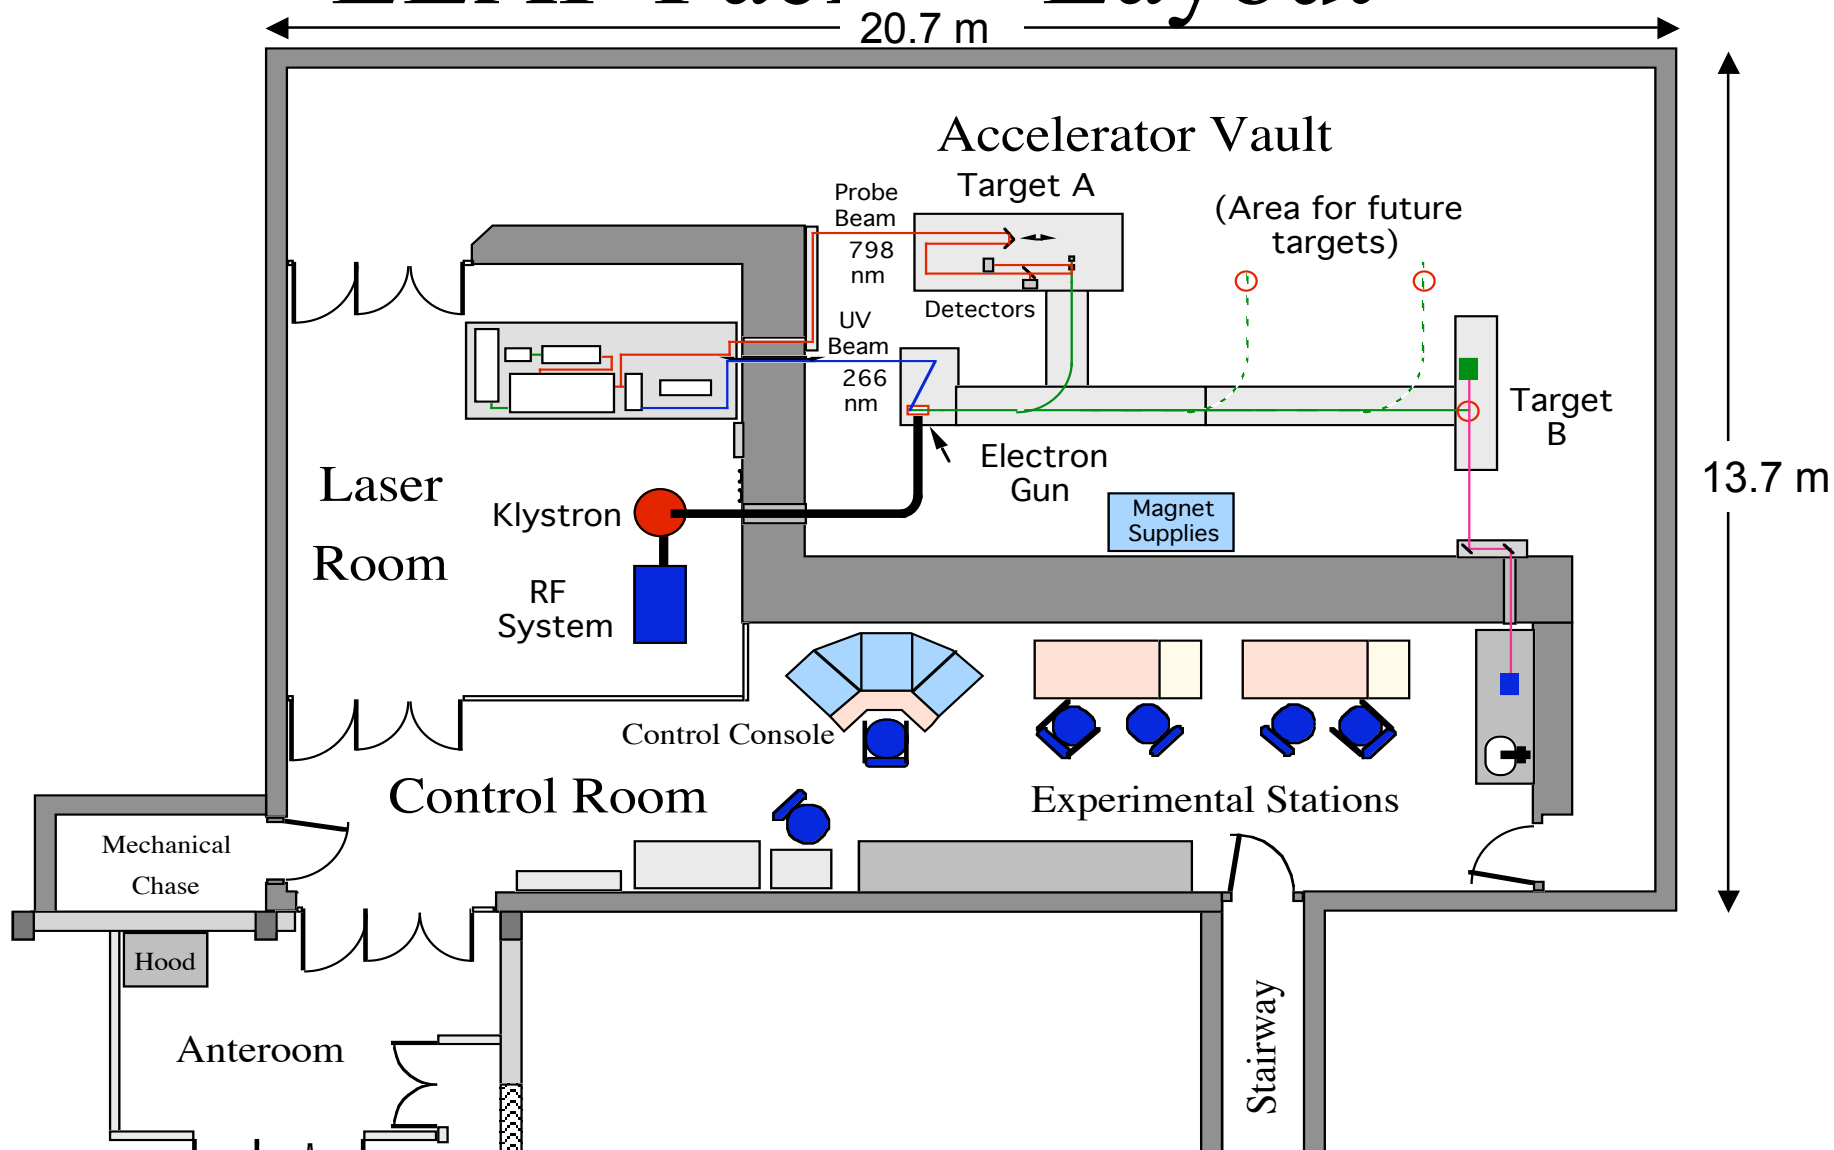 Layout
20.7 m
Accelerator Vault
Target A
Probe
Beam
798
nm
(Area for future
targets)
Detectors
UV
Beam
266
nm
Target
B
Electron
Gun
13.7 m
Laser
Room
Klystron
Magnet
Supplies
RF
System
Control Console
Control Room
Experimental Stations
Mechanical
Chase
Hood
Anteroom
Stairway